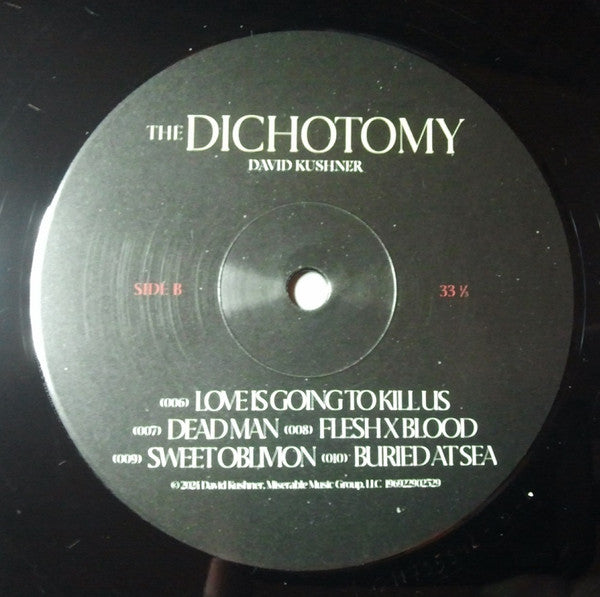 THE DICHOTOMY
DAVID KUSHNER
SIDE B 33 ⅓
(006) LOVE IS GOING TO KILL US
(007) DEAD MAN (008) FLESH X BLOOD
(009) SWEET OBLIVION (010) BURIED AT SEA
© 2024 David Kushner, Miserable Music Group, LLC 196922902529